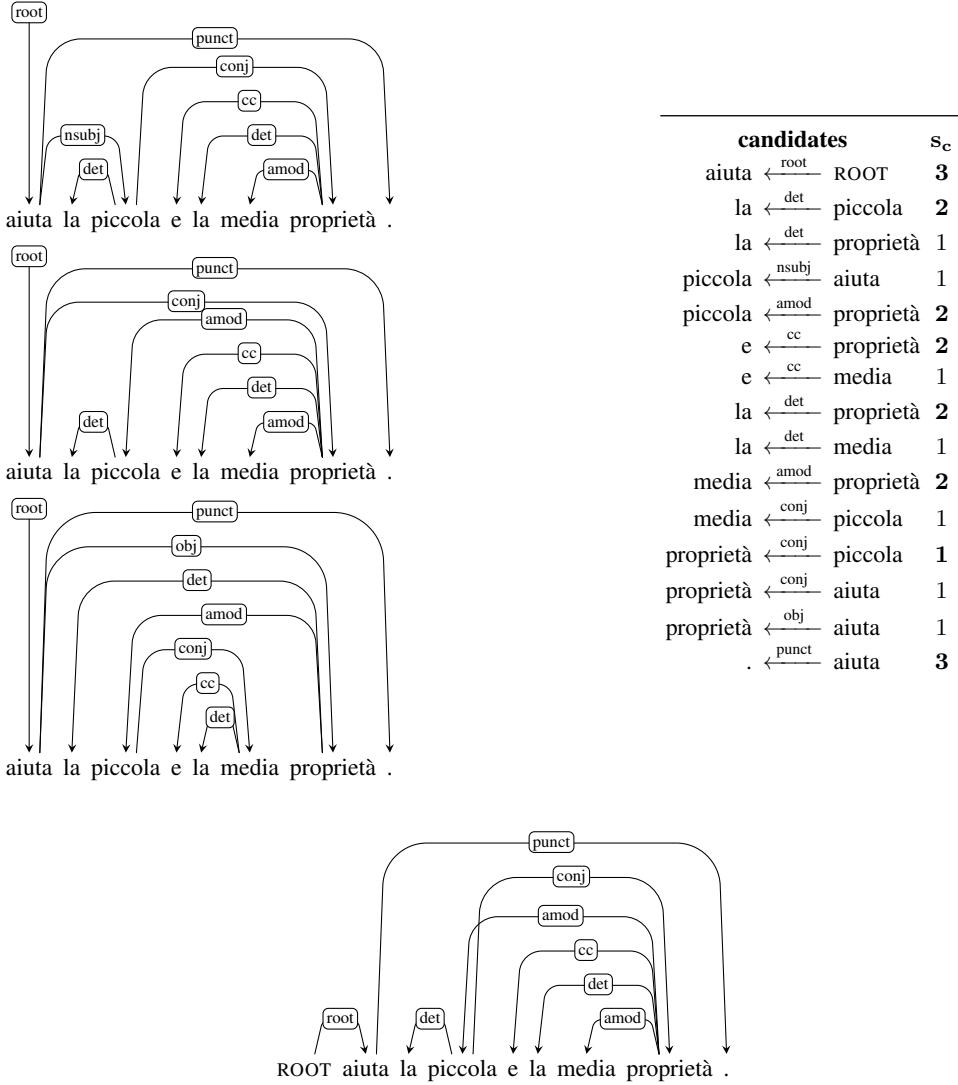 root
punct
conj
cc
nsubj det
det amod
aiuta la piccola e la media proprietà .
root
punct
conj
amod
cc
det
det amod
aiuta la piccola e la media proprietà .
root
punct
obj
det
amod
conj
cc
det
aiuta la piccola e la media proprietà .
candidates s_c
aiuta ←root ROOT 3
la ←det piccola 2
la ←det proprietà 1
piccola ←nsubj aiuta 1
piccola ←amod proprietà 2
e ←cc proprietà 2
e ←cc media 1
la ←det proprietà 2
la ←det media 1
media ←amod proprietà 2
media ←conj piccola 1
proprietà ←conj piccola 1
proprietà ←conj aiuta 1
proprietà ←obj aiuta 1
. ←punct aiuta 3
punct
conj
amod
cc
det
root det amod
ROOT aiuta la piccola e la media proprietà .